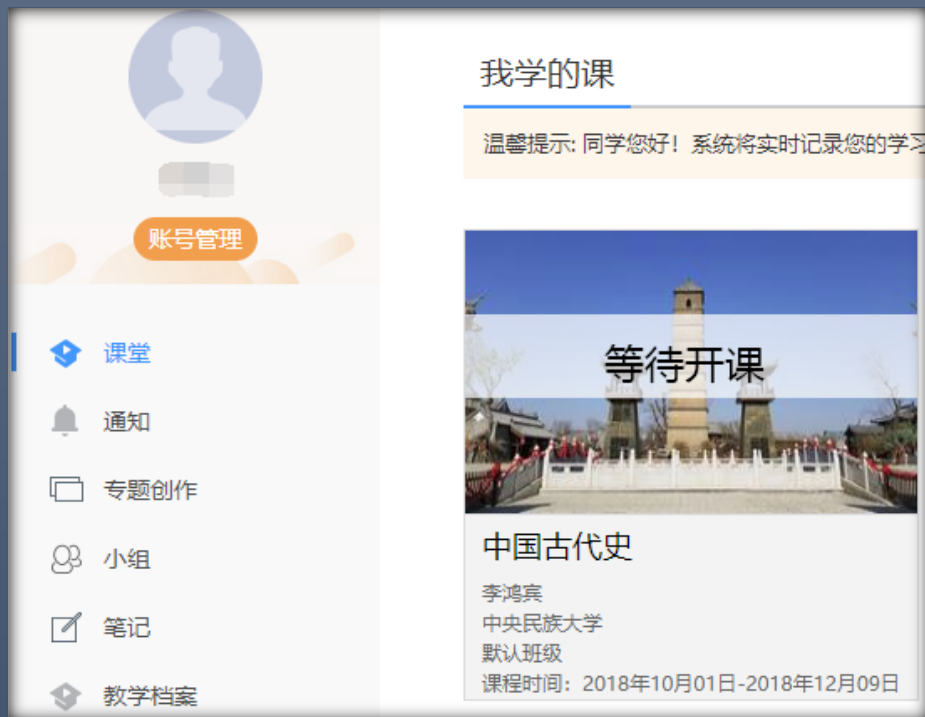 账号管理
课堂
通知
专题创作
小组
笔记
教学档案
我学的课
温馨提示: 同学您好！系统将实时记录您的学习
等待开课
中国古代史
李鸿宾
中央民族大学
默认班级
课程时间：2018年10月01日-2018年12月09日